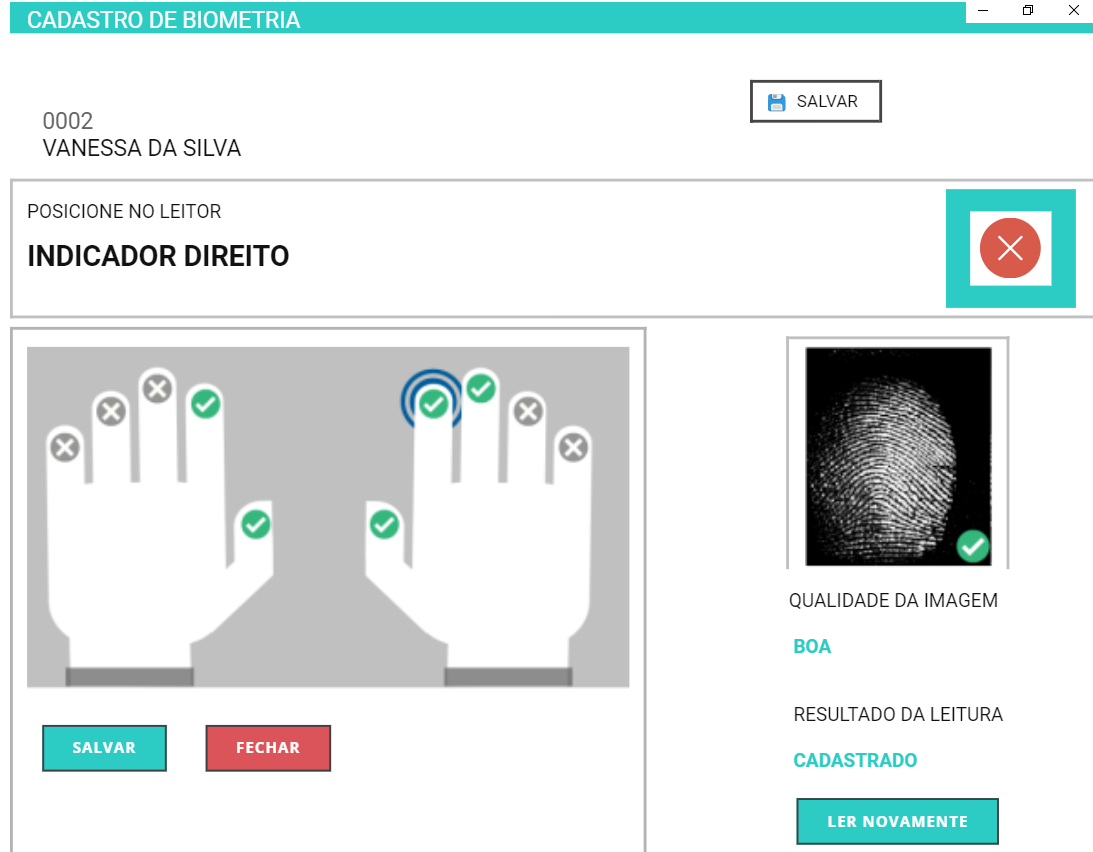 CADASTRO DE BIOMETRIA
SALVAR
0002
VANESSA DA SILVA
POSICIONE NO LEITOR
INDICADOR DIREITO
QUALIDADE DA IMAGEM
BOA
RESULTADO DA LEITURA
CADASTRADO
SALVAR
FECHAR
LER NOVAMENTE